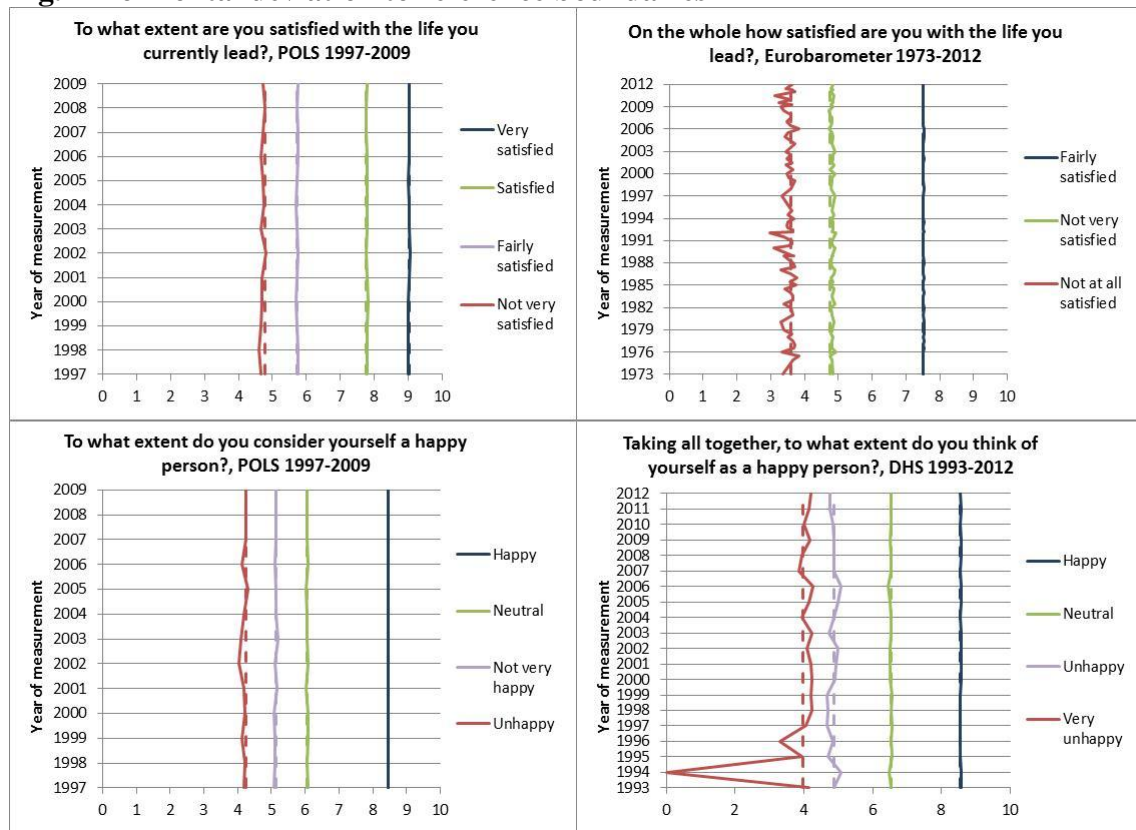 To what extent are you satisfied with the life you
currently lead?, POLS 1997-2009
Year of measurement
2009
2008
2007
2006
2005
2004
2003
2002
2001
2000
1999
1998
1997
0 1 2 3 4 5 6 7 8 9 10
Very
satisfied
Satisfied
Fairly
satisfied
Not very
satisfied
On the whole how satisfied are you with the life you
lead?, Eurobarometer 1973-2012
Year of measurement
2012
2009
2006
2003
2000
1997
1994
1991
1988
1985
1982
1979
1976
1973
0 1 2 3 4 5 6 7 8 9 10
Fairly
satisfied
Not very
satisfied
Not at all
satisfied
To what extent do you consider yourself a happy
person?, POLS 1997-2009
Year of measurement
2009
2008
2007
2006
2005
2004
2003
2002
2001
2000
1999
1998
1997
0 1 2 3 4 5 6 7 8 9 10
Happy
Neutral
Not very
happy
Unhappy
Taking all together, to what extent do you think of
yourself as a happy person?, DHS 1993-2012
Year of measurement
2012
2011
2010
2009
2008
2007
2006
2005
2004
2003
2002
2001
2000
1999
1998
1997
1996
1995
1994
1993
0 2 4 6 8 10
Happy
Neutral
Unhappy
Very
unhappy